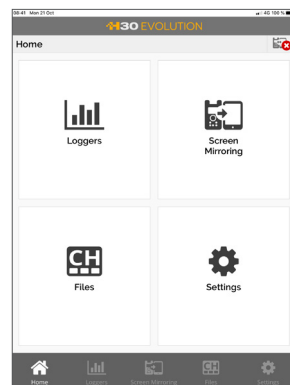 08:41 Mon 21 Oct 4G 100 %
H30 EVOLUTION
Home
Loggers
Screen
Mirroring
CH
Files
Settings
Home Loggers Screen Mirroring Files Settings